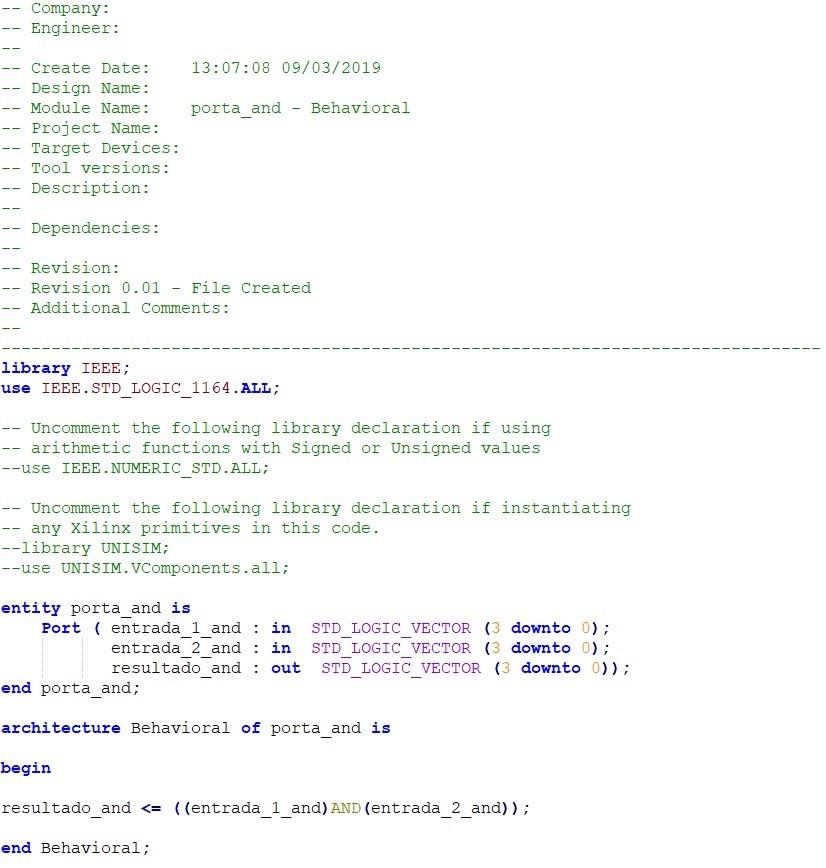 -- Company:
-- Engineer:
--
-- Create Date:    13:07:08 09/03/2019
-- Design Name:
-- Module Name:    porta_and - Behavioral
-- Project Name:
-- Target Devices:
-- Tool versions:
-- Description:
--
-- Dependencies:
--
-- Revision:
-- Revision 0.01 - File Created
-- Additional Comments:
--
----------------------------------------------------------------------------------
library IEEE;
use IEEE.STD_LOGIC_1164.ALL;

-- Uncomment the following library declaration if using
-- arithmetic functions with Signed or Unsigned values
--use IEEE.NUMERIC_STD.ALL;

-- Uncomment the following library declaration if instantiating
-- any Xilinx primitives in this code.
--library UNISIM;
--use UNISIM.VComponents.all;

entity porta_and is
    Port ( entrada_1_and : in  STD_LOGIC_VECTOR (3 downto 0);
           entrada_2_and : in  STD_LOGIC_VECTOR (3 downto 0);
           resultado_and : out  STD_LOGIC_VECTOR (3 downto 0));
end porta_and;

architecture Behavioral of porta_and is

begin

resultado_and <= ((entrada_1_and)AND(entrada_2_and));

end Behavioral;